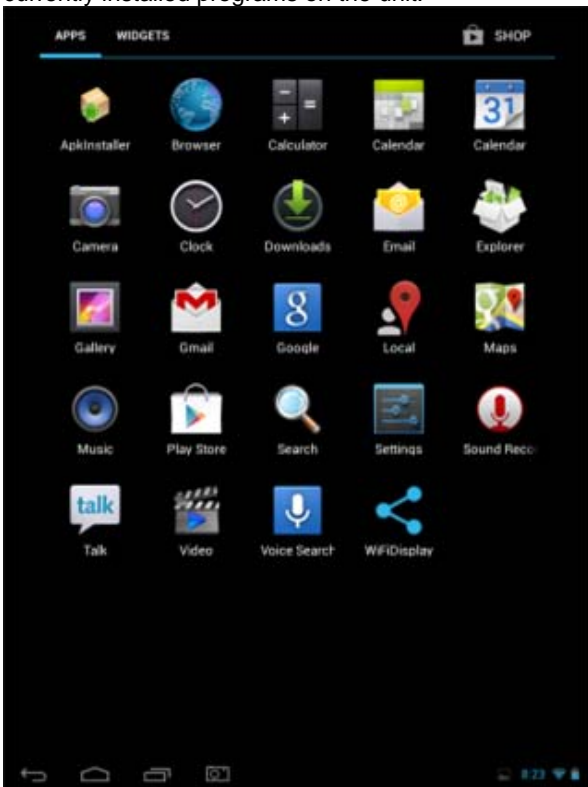 currently installed programs on the unit.
APPS WIDGETS SHOP
ApkInstaller Browser Calculator Calendar Calendar
31
Camera Clock Downloads Email Explorer
Gallery Gmail Google Local Maps
8
Music Play Store Search Settings Sound Reco
talk
Talk Video Voice Search WiFiDisplay
8:23